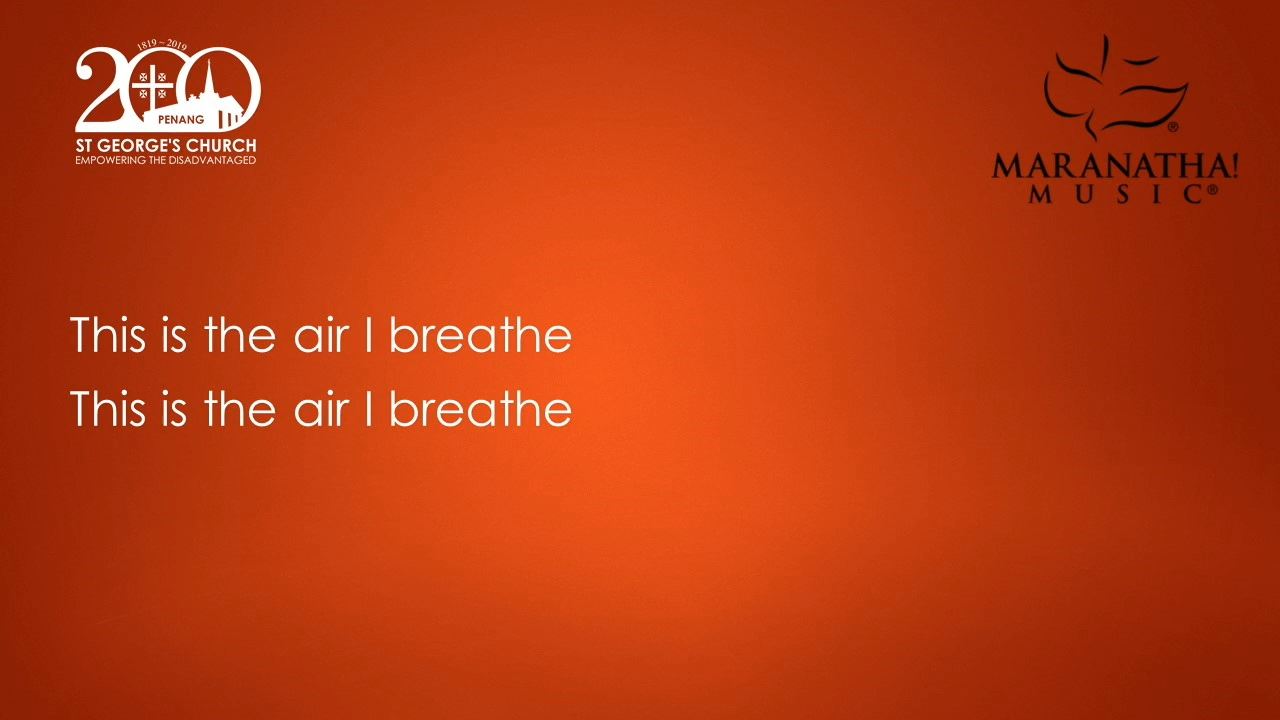 1819 ~ 2019
200
PENANG
ST GEORGE'S CHURCH
EMPOWERING THE DISADVANTAGED
®
MARANATHA!
MUSIC®
This is the air I breathe
This is the air I breathe